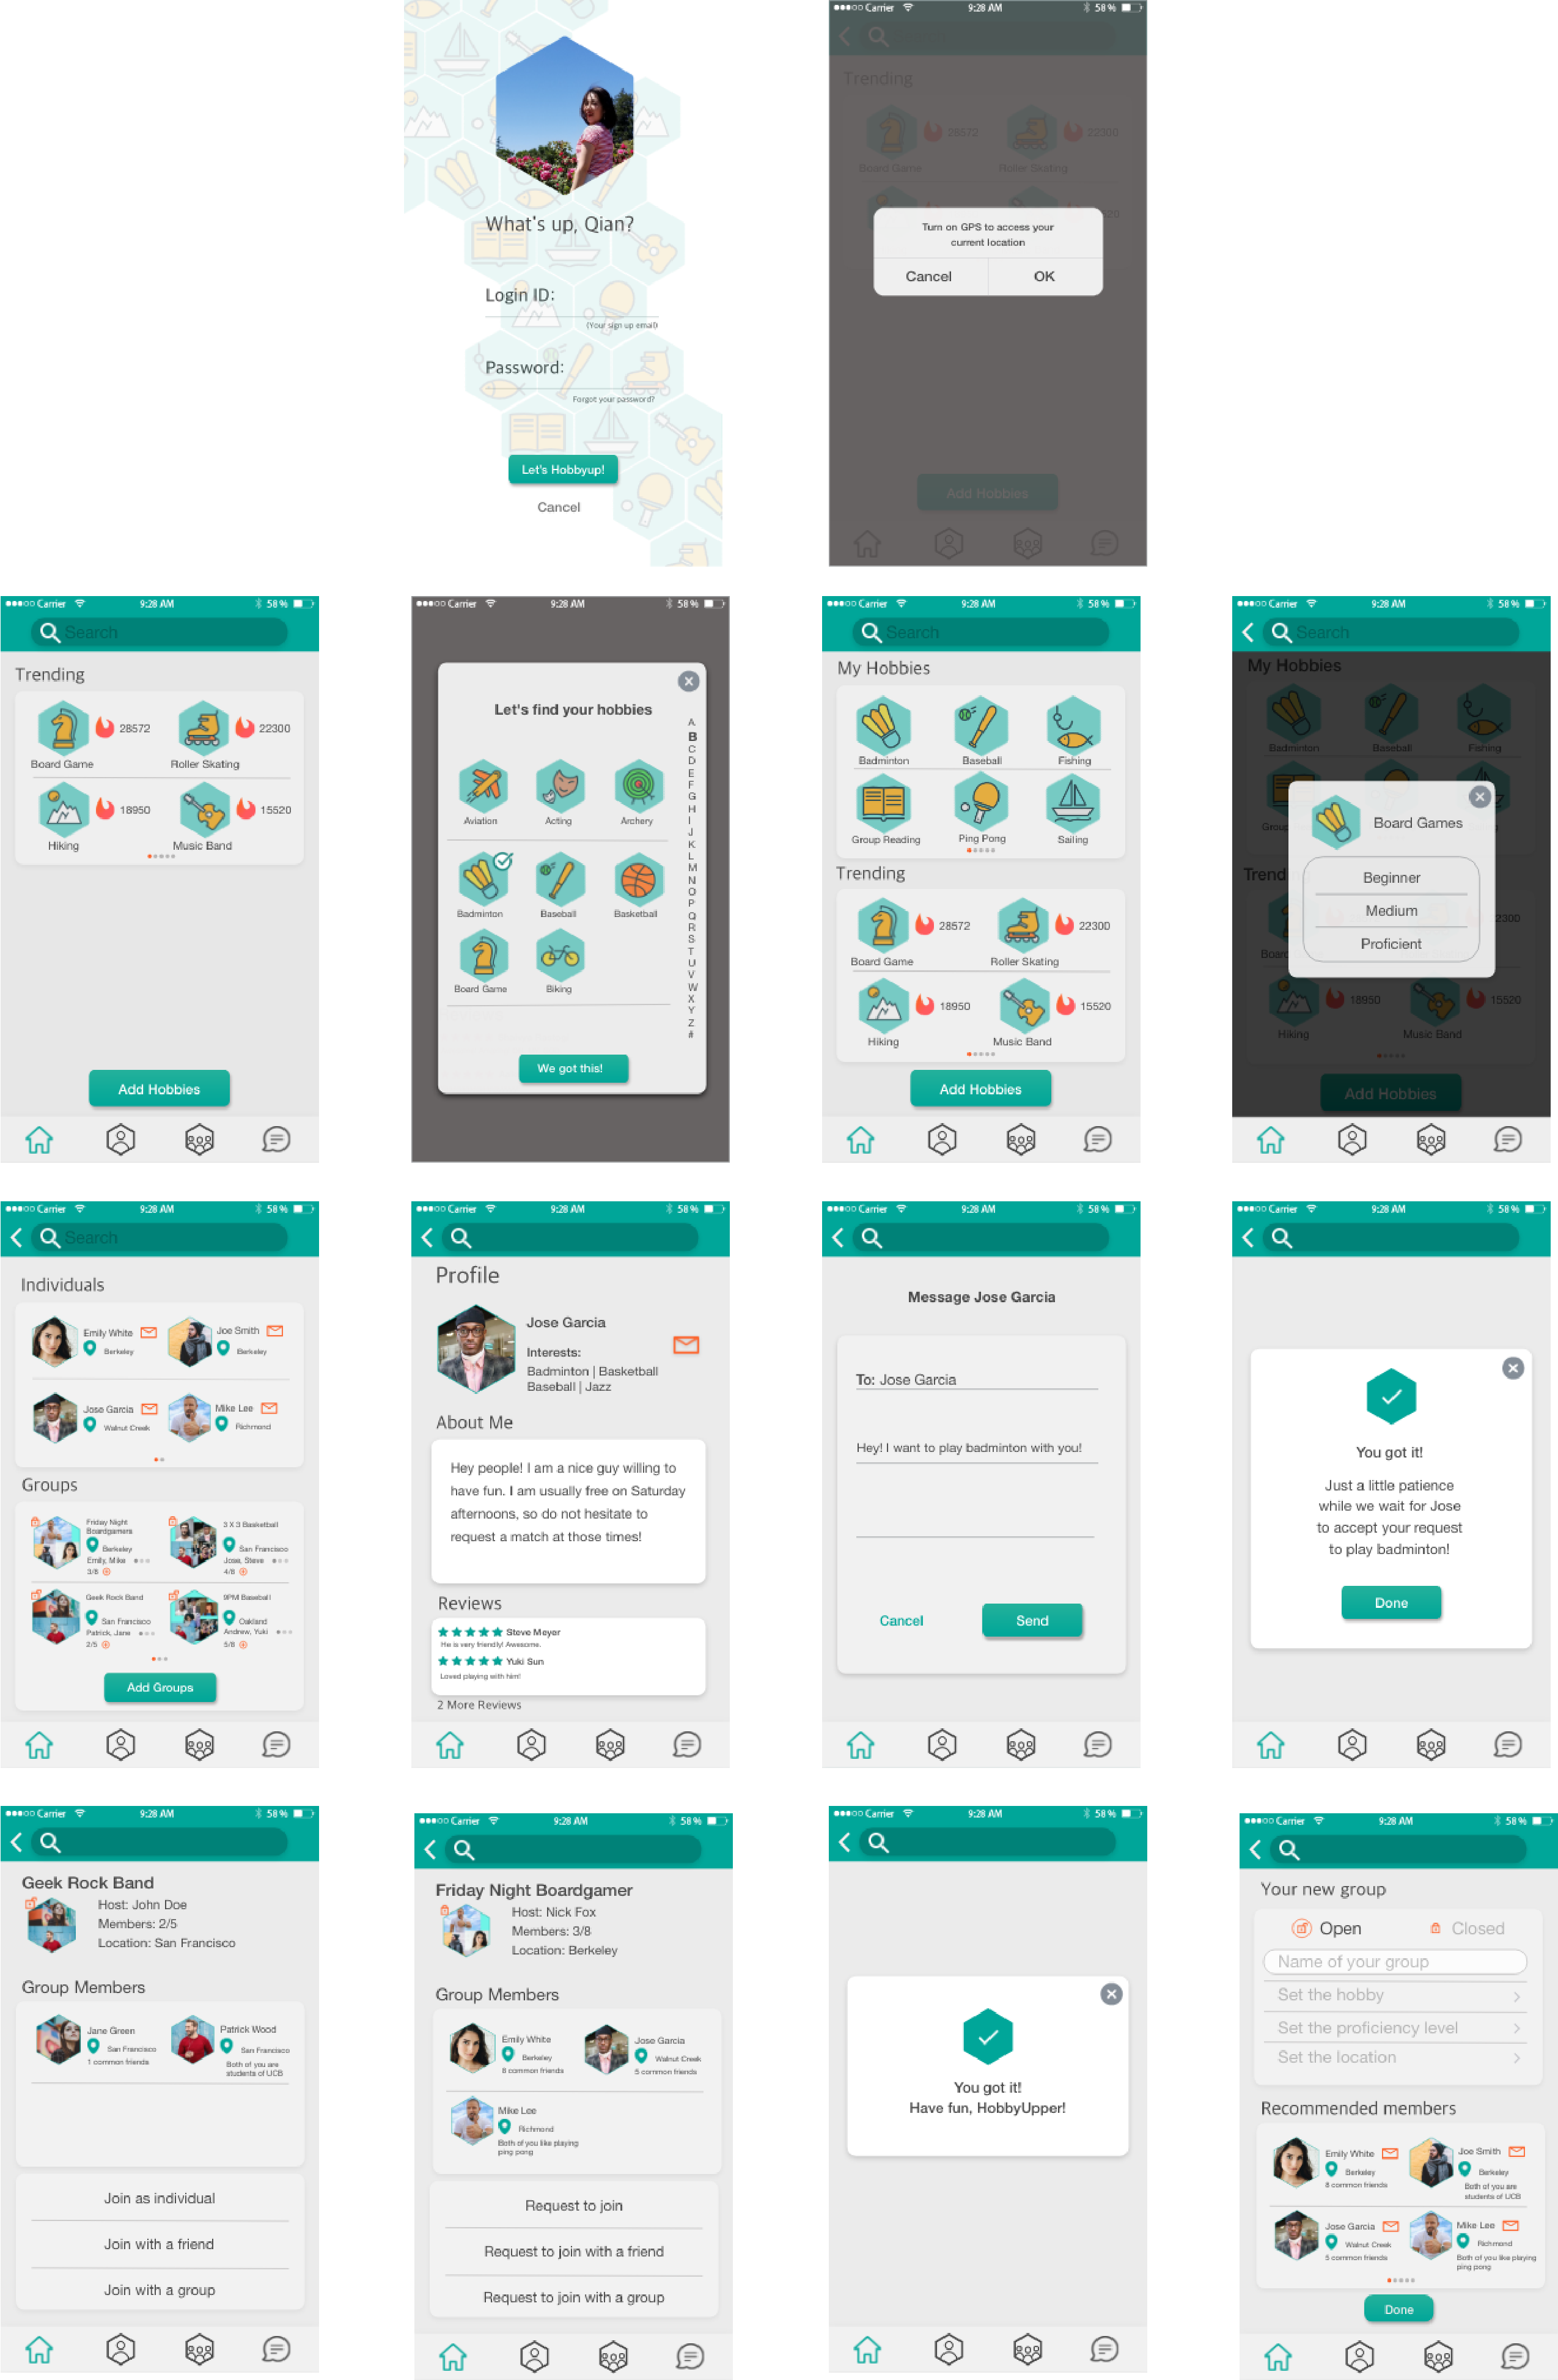 What's up, Qian?
Login ID:
(Your sign up email)
Password:
Forgot your password?
Let's Hobbyup!
Cancel
Carrier 9:28 AM 58%
Trending
28572 22300
Board Game Roller Skating
20
Turn on GPS to access your
current location
Cancel OK
Add Hobbies
Carrier 9:28 AM 58%
Search
Trending
28572 22300
Board Game Roller Skating
18950 15520
Hiking Music Band
Add Hobbies
Carrier 9:28 AM 58%
Let's find your hobbies
Aviation Acting Archery
Badminton Baseball Basketball
Board Game Biking
A
B
C
D
E
F
G
H
I
J
K
L
M
N
O
P
Q
R
S
T
U
V
W
X
Y
Z
#
We got this!
Carrier 9:28 AM 58%
Search
My Hobbies
Badminton Baseball Fishing
Group Reading Ping Pong Sailing
Trending
28572 22300
Board Game Roller Skating
18950 15520
Hiking Music Band
Add Hobbies
Carrier 9:28 AM 58%
Search
My Hobbies
Badminton Baseball Fishing
Group
Board Games
Beginner
Medium
Proficient
Trend
2300
Board
18950 15520
Hiking Music Band
Add Hobbies
Carrier 9:28 AM 58%
Search
Individuals
Emily White Joe Smith
Berkeley Berkeley
Jose Garcia Mike Lee
Walnut Creek Richmond
Groups
Friday Night
Boardgamers
Berkeley
Emily, Mike
3/8
3 X 3 Basketball
San Francisco
Jose, Steve
4/8
Geek Rock Band
San Francisco
Patrick, Jane
2/5
9PM Baseball
Oakland
Andrew, Yuki
5/8
Add Groups
Carrier 9:28 AM 58%
Profile
Jose Garcia
Interests:
Badminton | Basketball
Baseball | Jazz
About Me
Hey people! I am a nice guy willing to
have fun. I am usually free on Saturday
afternoons, so do not hesitate to
request a match at those times!
Reviews
Steve Meyer
He is very friendly! Awesome.
Yuki Sun
Loved playing with him!
2 More Reviews
Carrier 9:28 AM 58%
Message Jose Garcia
To: Jose Garcia
Hey! I want to play badminton with you!
Cancel Send
Carrier 9:28 AM 58%
You got it!
Just a little patience
while we wait for Jose
to accept your request
to play badminton!
Done
Carrier 9:28 AM 58%
Geek Rock Band
Host: John Doe
Members: 2/5
Location: San Francisco
Group Members
Jane Green
San Francisco
1 common friends
Patrick Wood
San Francisco
Both of you are
students of UCB
Join as individual
Join with a friend
Join with a group
Carrier 9:28 AM 58%
Friday Night Boardgamer
Host: Nick Fox
Members: 3/8
Location: Berkeley
Group Members
Emily White
Berkeley
8 common friends
Jose Garcia
Walnut Creek
5 common friends
Mike Lee
Richmond
Both of you like playing
ping pong
Request to join
Request to join with a friend
Request to join with a group
Carrier 9:28 AM 58%
You got it!
Have fun, HobbyUpper!
Carrier 9:28 AM 58%
Your new group
Open Closed
Name of your group
Set the hobby
Set the proficiency level
Set the location
Recommended members
Emily White
Berkeley
8 common friends
Joe Smith
Berkeley
Both of you are
students of UCB
Jose Garcia
Walnut Creek
5 common friends
Mike Lee
Richmond
Both of you like playing
ping pong
Done